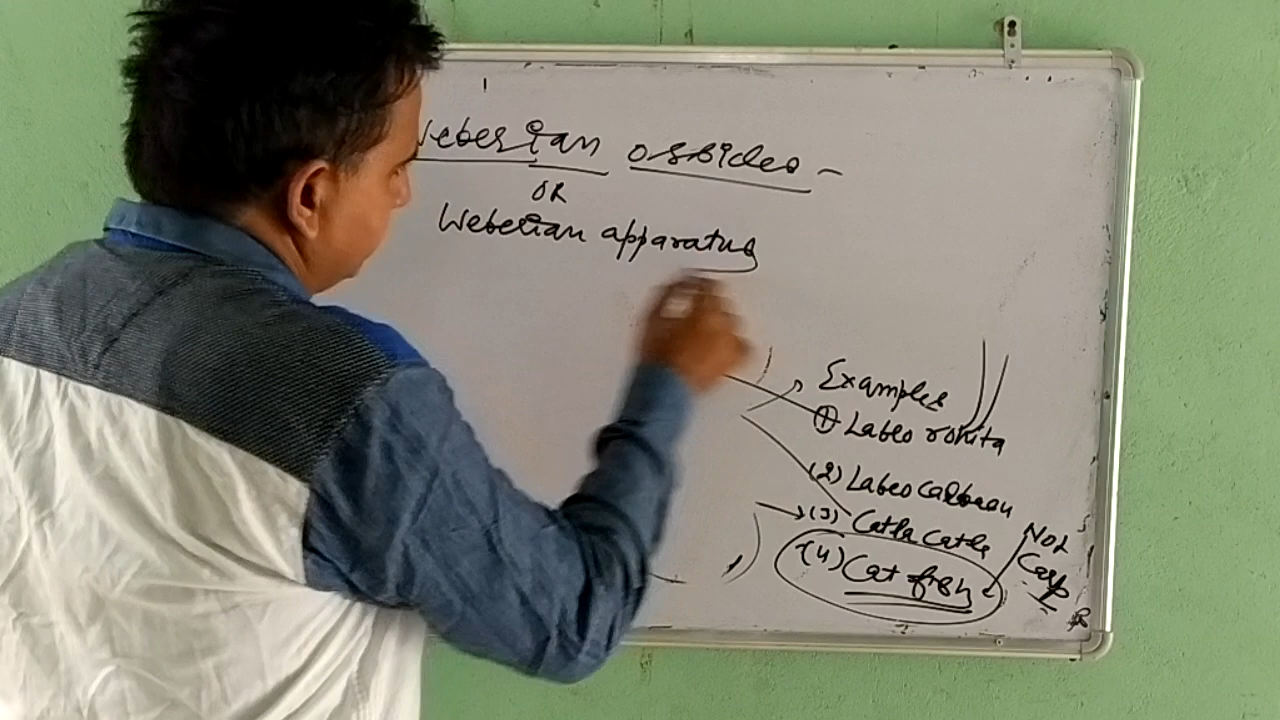 Weberian ossicles -
OR
Weberian apparatus
Examples
(1) Labeo rohita
(2) Labeo calbasu
(3) Catla catla
(4) Cat fish
Not
Carp